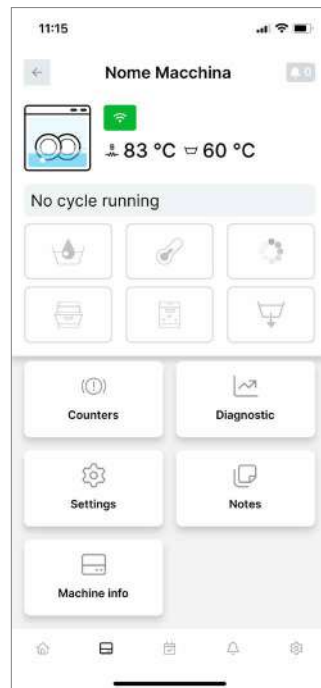 11:15
Nome Macchina
0
83 °C 60 °C
No cycle running
Counters
Diagnostic
Settings
Notes
Machine info